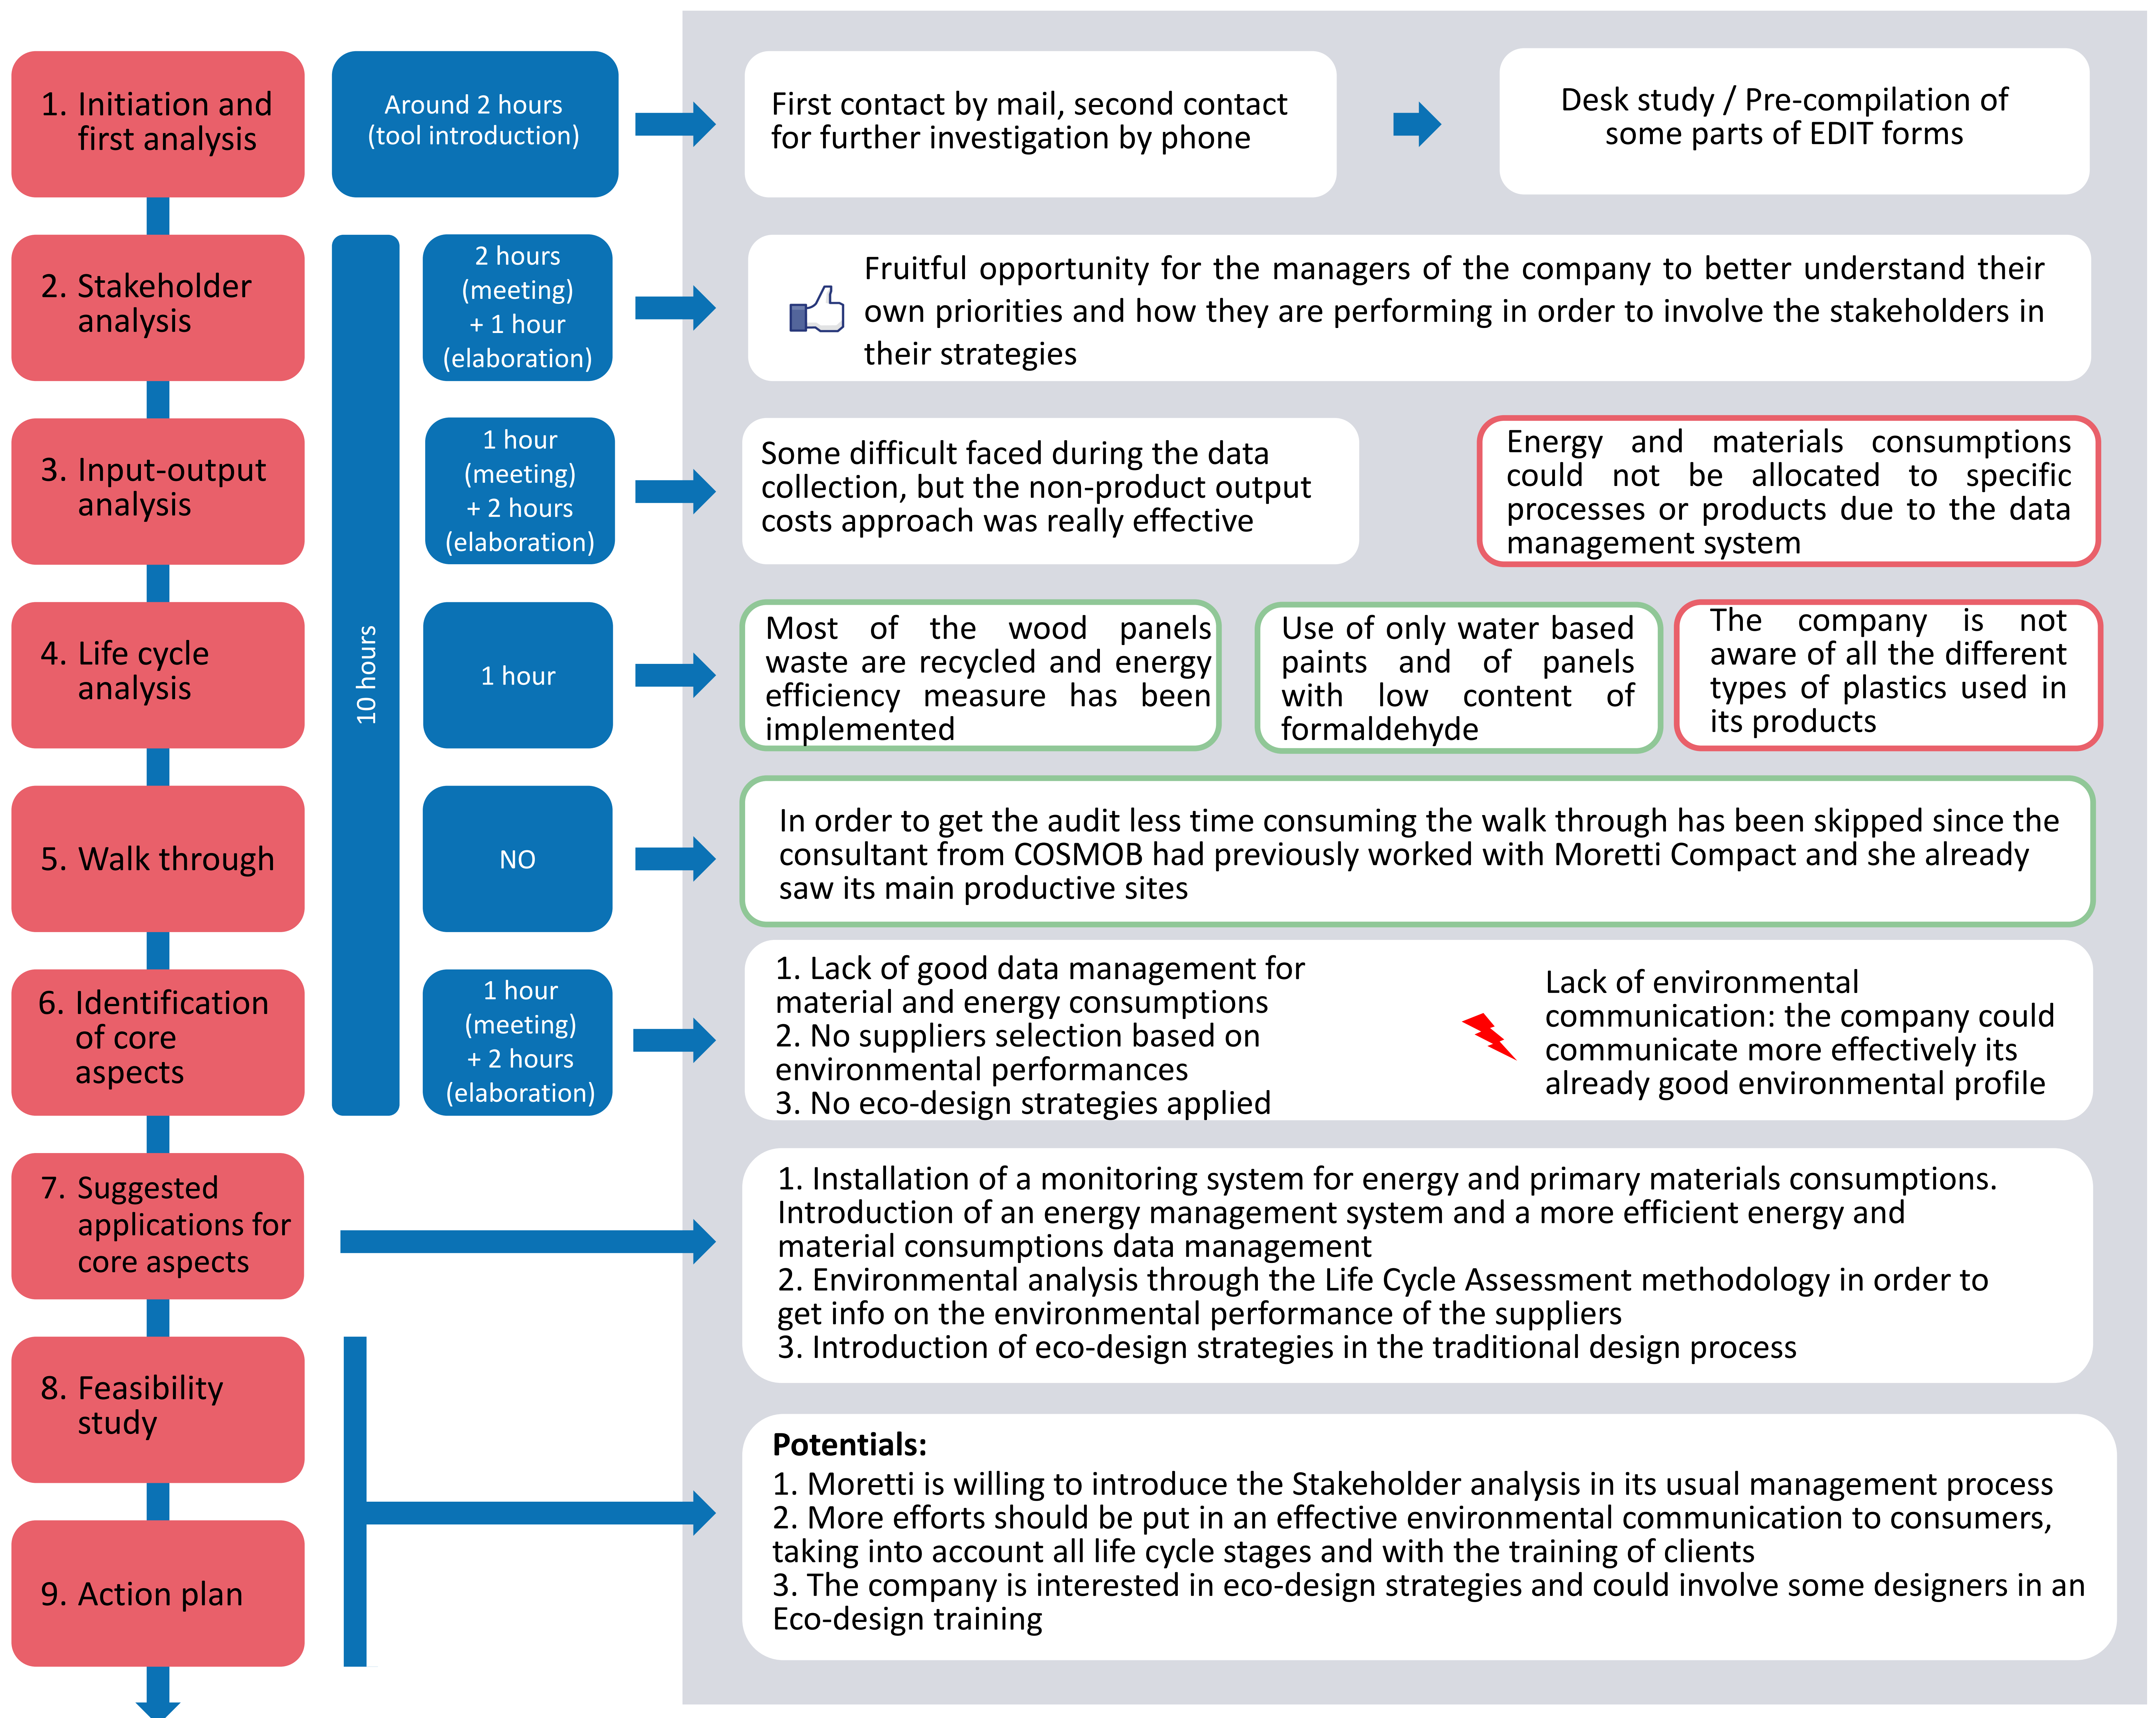 1. Initiation and
first analysis
Around 2 hours
(tool introduction)
First contact by mail, second contact
for further investigation by phone
Desk study / Pre-compilation of
some parts of EDIT forms
10 hours
2. Stakeholder
analysis
2 hours
(meeting)
+ 1 hour
(elaboration)
Fruitful opportunity for the managers of the company to better understand their
own priorities and how they are performing in order to involve the stakeholders in
their strategies
3. Input-output
analysis
1 hour
(meeting)
+ 2 hours
(elaboration)
Some difficult faced during the data
collection, but the non-product output
costs approach was really effective
Energy and materials consumptions
could not be allocated to specific
processes or products due to the data
management system
4. Life cycle
analysis
1 hour
Most of the wood panels
waste are recycled and energy
efficiency measure has been
implemented
Use of only water based
paints and of panels
with low content of
formaldehyde
The company is not
aware of all the different
types of plastics used in
its products
5. Walk through
NO
In order to get the audit less time consuming the walk through has been skipped since the
consultant from COSMOB had previously worked with Moretti Compact and she already
saw its main productive sites
6. Identification
of core
aspects
1 hour
(meeting)
+ 2 hours
(elaboration)
1. Lack of good data management for
material and energy consumptions
2. No suppliers selection based on
environmental performances
3. No eco-design strategies applied
Lack of environmental
communication: the company could
communicate more effectively its
already good environmental profile
7. Suggested
applications for
core aspects
1. Installation of a monitoring system for energy and primary materials consumptions.
Introduction of an energy management system and a more efficient energy and
material consumptions data management
2. Environmental analysis through the Life Cycle Assessment methodology in order to
get info on the environmental performance of the suppliers
3. Introduction of eco-design strategies in the traditional design process
8. Feasibility
study
9. Action plan
Potentials:
1. Moretti is willing to introduce the Stakeholder analysis in its usual management process
2. More efforts should be put in an effective environmental communication to consumers,
taking into account all life cycle stages and with the training of clients
3. The company is interested in eco-design strategies and could involve some designers in an
Eco-design training